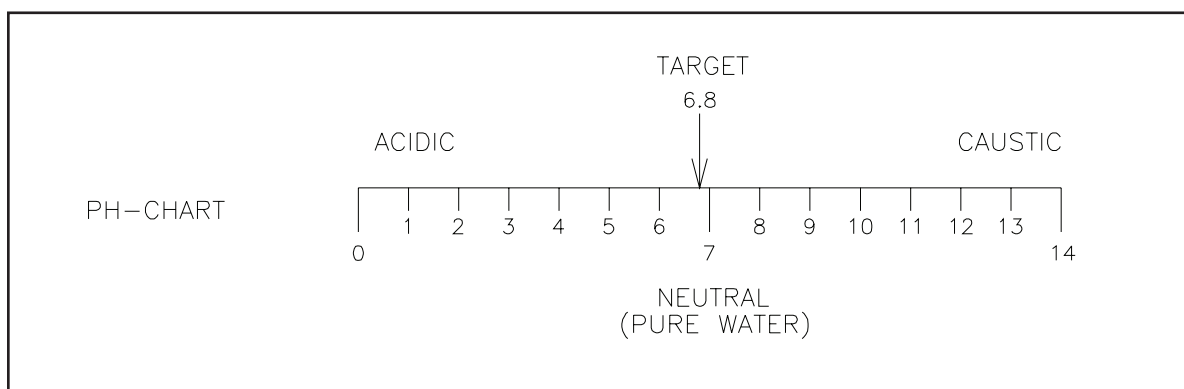 TARGET
6.8
ACIDIC CAUSTIC
PH-CHART
1 2 3 4 5 6 8 9 10 11 12 13
0 7 14
NEUTRAL
(PURE WATER)